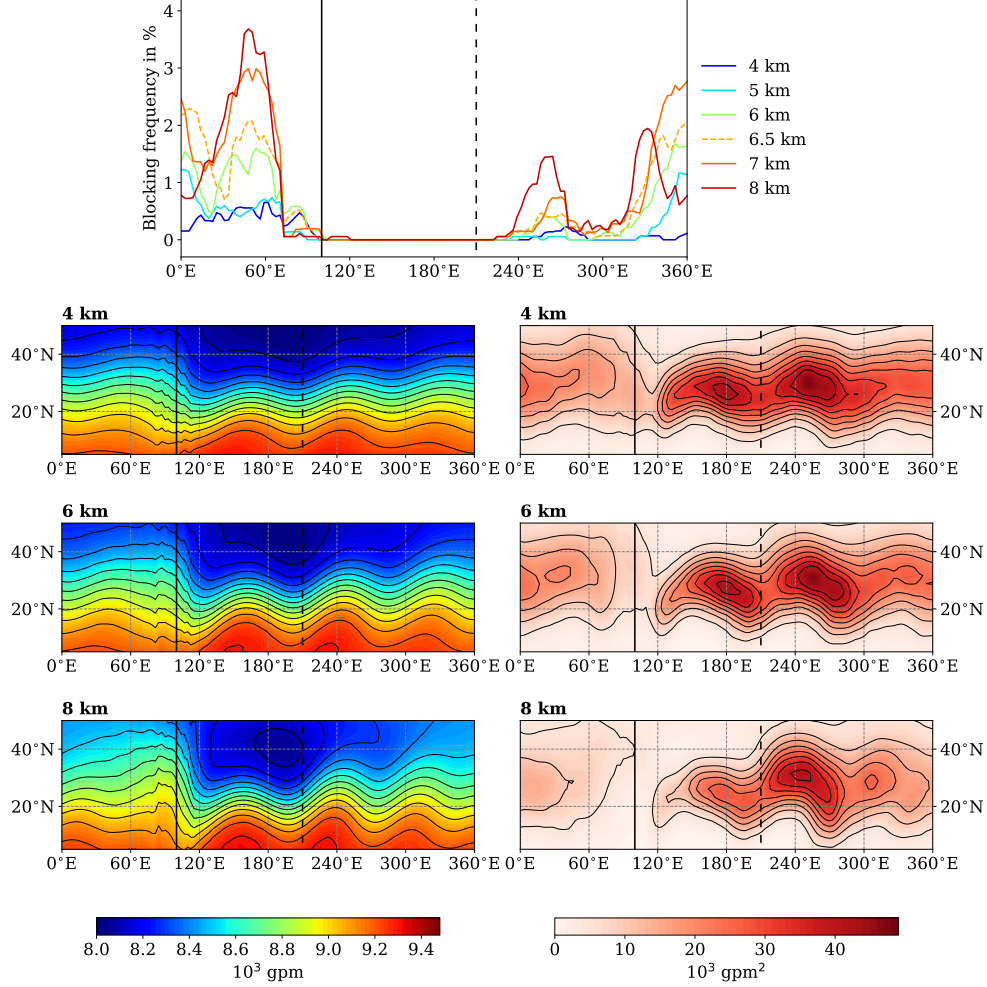 Blocking frequency in %
4
3
2
1
0
0°E 60°E 120°E 180°E 240°E 300°E 360°E
4 km
5 km
6 km
6.5 km
7 km
8 km
4 km
4 km
40°N
20°N
40°N
20°N
0°E 60°E 120°E 180°E 240°E 300°E 360°E
0°E 60°E 120°E 180°E 240°E 300°E 360°E
6 km
6 km
40°N
20°N
40°N
20°N
0°E 60°E 120°E 180°E 240°E 300°E 360°E
0°E 60°E 120°E 180°E 240°E 300°E 360°E
8 km
8 km
40°N
20°N
40°N
20°N
0°E 60°E 120°E 180°E 240°E 300°E 360°E
0°E 60°E 120°E 180°E 240°E 300°E 360°E
8.0 8.2 8.4 8.6 8.8 9.0 9.2 9.4
10³ gpm
0 10 20 30 40
10³ gpm²